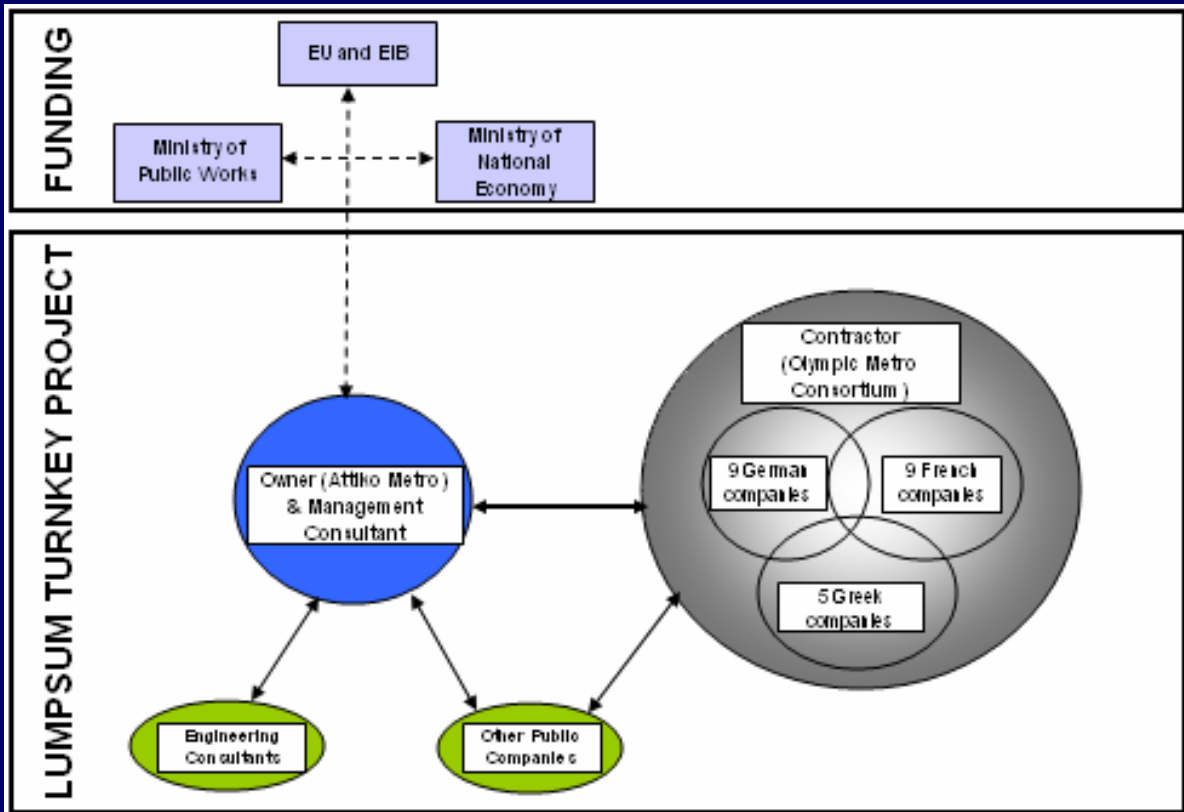 FUNDING
EU and EIB
Ministry of
Public Works
Ministry of
National
Economy
LUMPSUM TURNKEY PROJECT
Contractor
(Olympic Metro
Consortium)
9 German
companies
9 French
companies
5 Greek
companies
Owner (Attiko Metro)
& Management
Consultant
Engineering
Consultants
Other Public
Companies